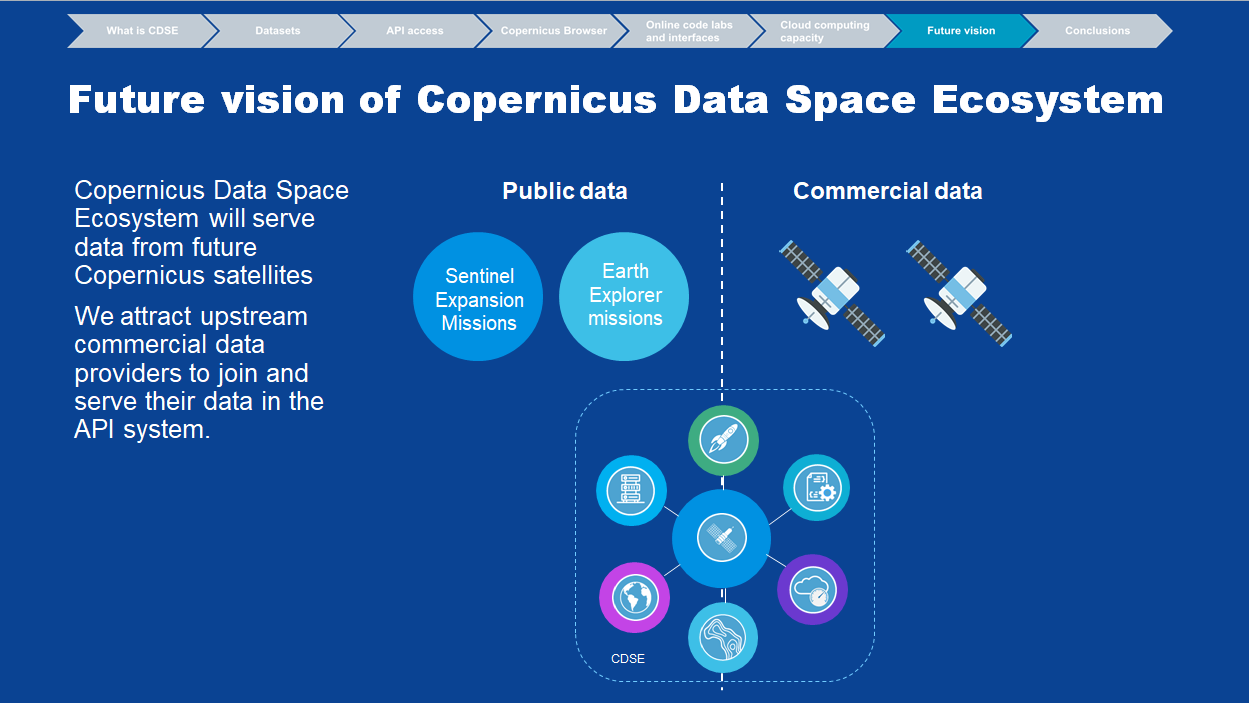 What is CDSE
Datasets
API access
Copernicus Browser
Online code labs
and interfaces
Cloud computing
capacity
Future vision
Conclusions
Future vision of Copernicus Data Space Ecosystem
Copernicus Data Space
Ecosystem will serve
data from future
Copernicus satellites
We attract upstream
commercial data
providers to join and
serve their data in the
API system.
Public data
Commercial data
Sentinel
Expansion
Missions
Earth
Explorer
missions
CDSE